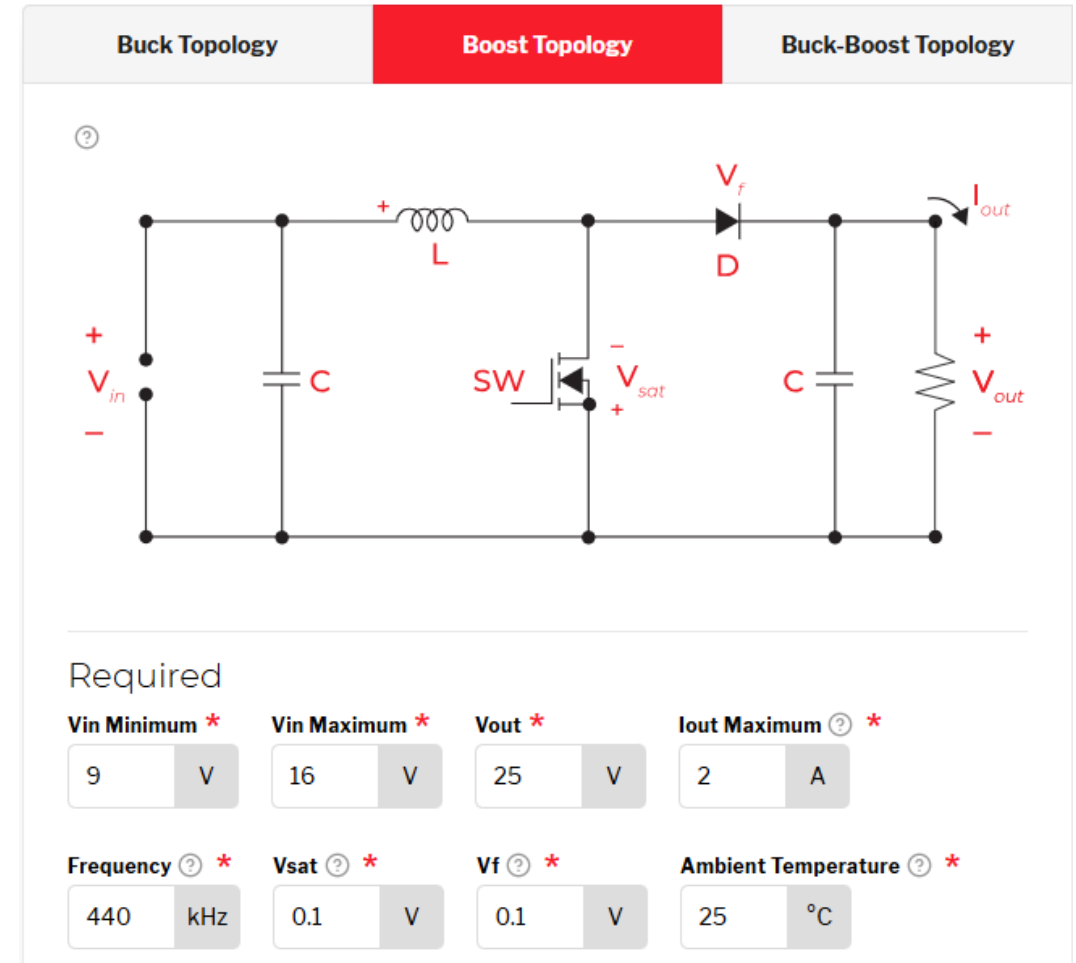 Buck Topology Boost Topology Buck-Boost Topology
?
V f
I out
+
L
D
+
V in
−
C
SW
−
V sat
+
C
+
V out
−
Required
Vin Minimum * Vin Maximum * Vout * Iout Maximum ? *
9 V 16 V 25 V 2 A
Frequency ? * Vsat ? * Vf ? * Ambient Temperature ? *
440 kHz 0.1 V 0.1 V 25 °C